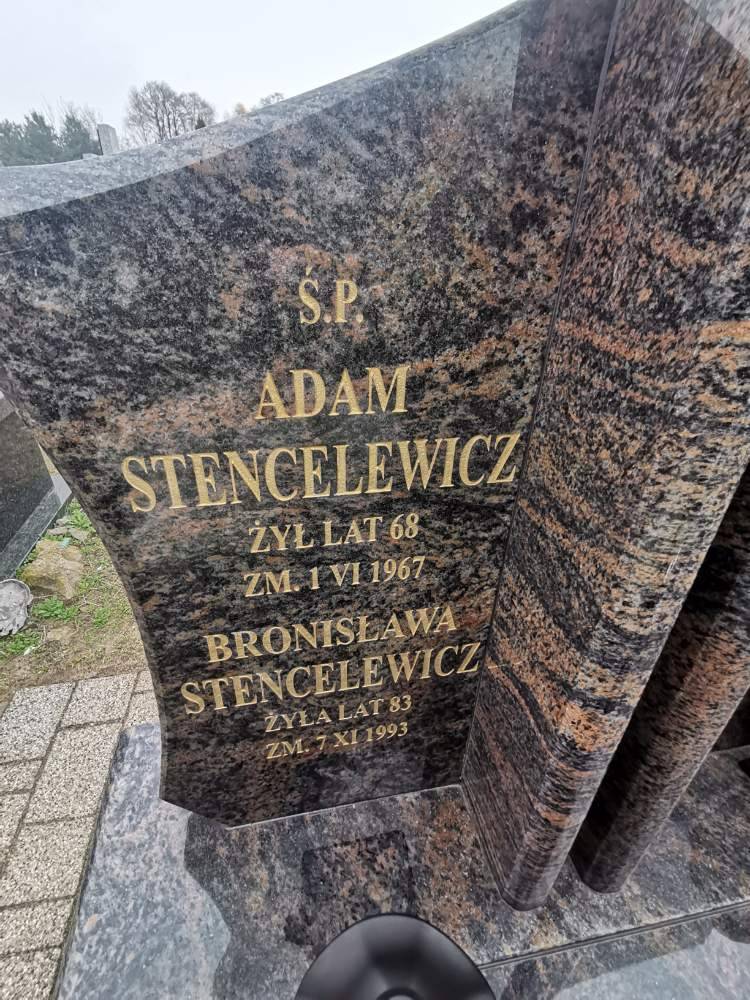 Ś.P.
ADAM
STENCELEWICZ
ŻYŁ LAT 68
ZM. 1 VI 1967
BRONISŁAWA
STENCELEWICZ
ŻYŁA LAT 83
ZM. 7 XI 1993